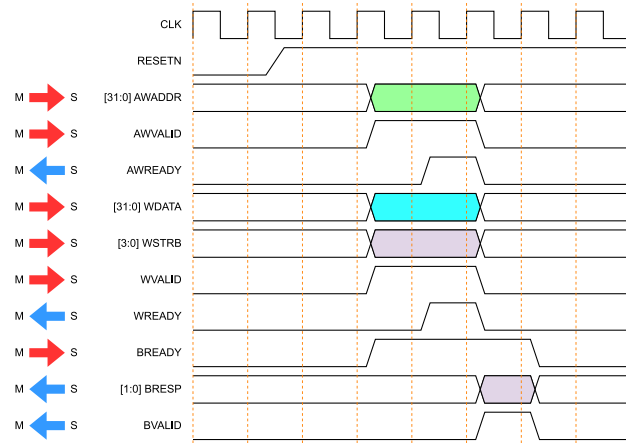 CLK
RESETN
M S [31:0] AWADDR
M S AWVALID
M S AWREADY
M S [31:0] WDATA
M S [3:0] WSTRB
M S WVALID
M S WREADY
M S BREADY
M S [1:0] BRESP
M S BVALID